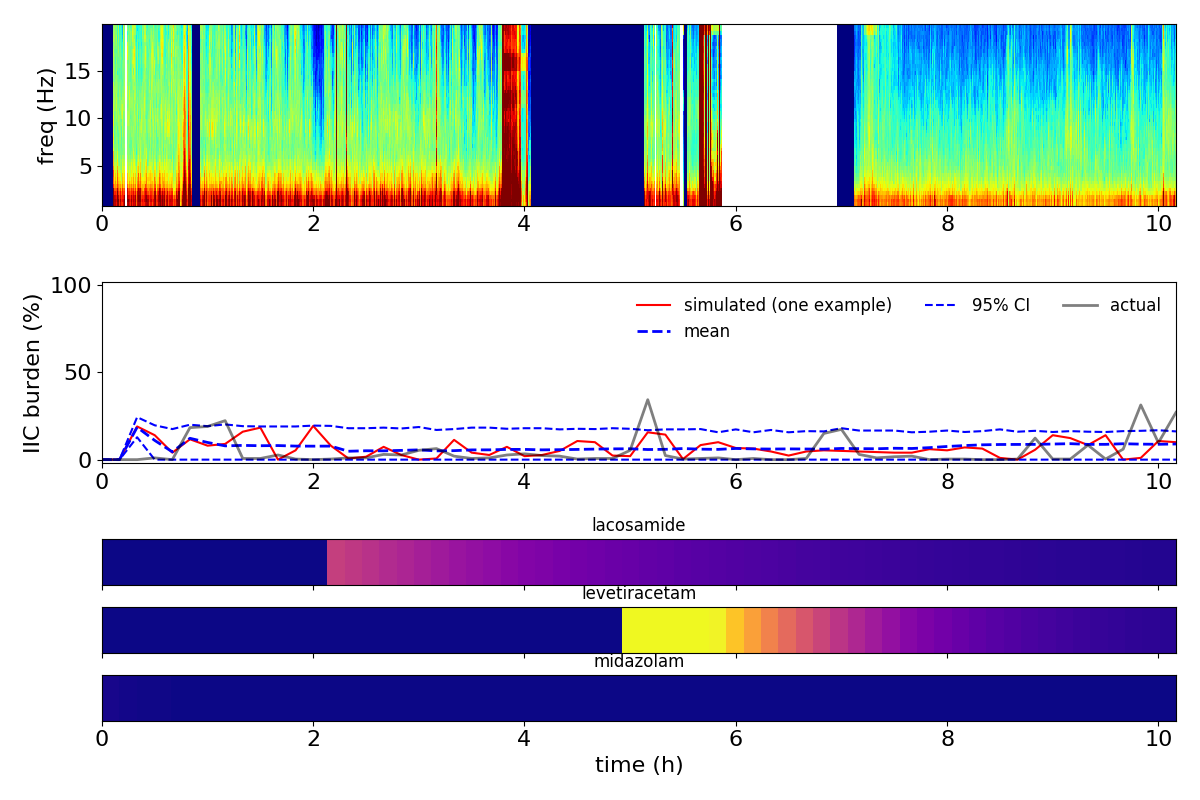 freq (Hz)
15
10
5
0 2 4 6 8 10
IIC burden (%)
100
50
0
simulated (one example)
mean
95% CI
actual
0 2 4 6 8 10
lacosamide
levetiracetam
midazolam
0 2 4 6 8 10
time (h)